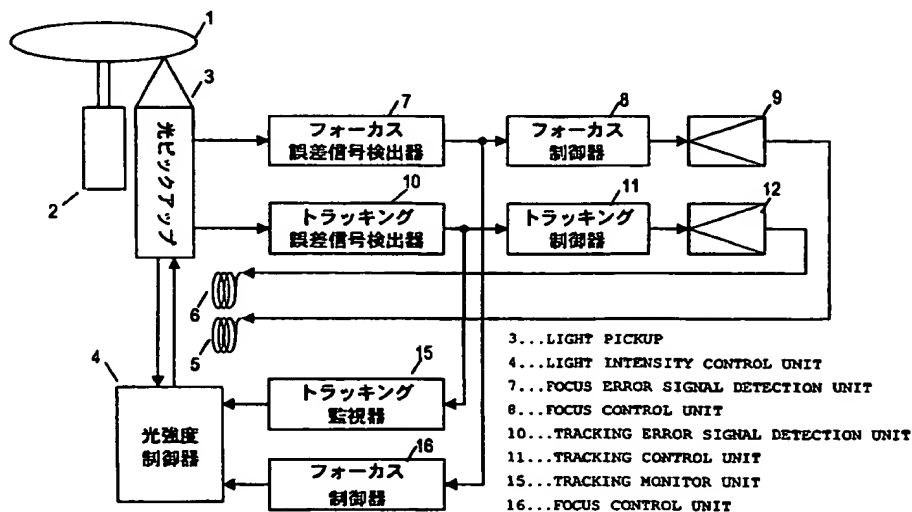 1
3
7
8
9
フォーカス
誤差信号検出器
フォーカス
制御器
光ピックアップ
2
10
11
12
トラッキング
誤差信号検出器
トラッキング
制御器
6
5
4
15
トラッキング
監視器
光強度
制御器
16
フォーカス
制御器
3...LIGHT PICKUP
4...LIGHT INTENSITY CONTROL UNIT
7...FOCUS ERROR SIGNAL DETECTION UNIT
8...FOCUS CONTROL UNIT
10...TRACKING ERROR SIGNAL DETECTION UNIT
11...TRACKING CONTROL UNIT
15...TRACKING MONITOR UNIT
16...FOCUS CONTROL UNIT